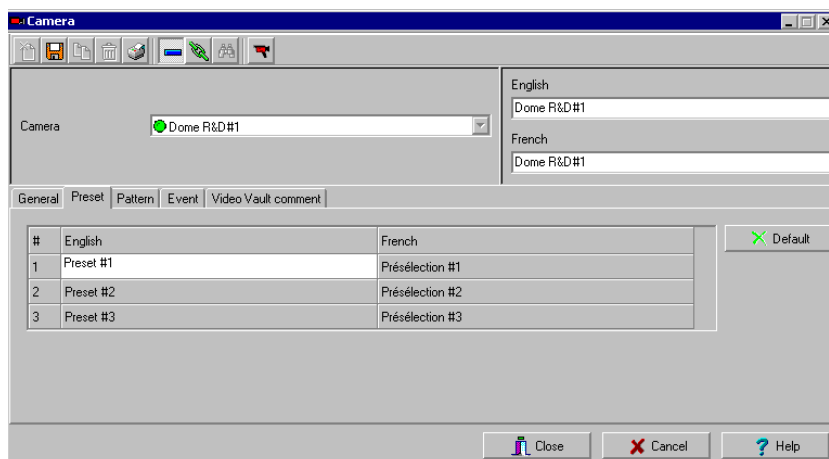 Camera
English
Dome R&D#1
Camera Dome R&D#1
French
Dome R&D#1
General Preset Pattern Event Video Vault comment
# English French
Default
1 Preset #1 Présélection #1
2 Preset #2 Présélection #2
3 Preset #3 Présélection #3
Close Cancel Help